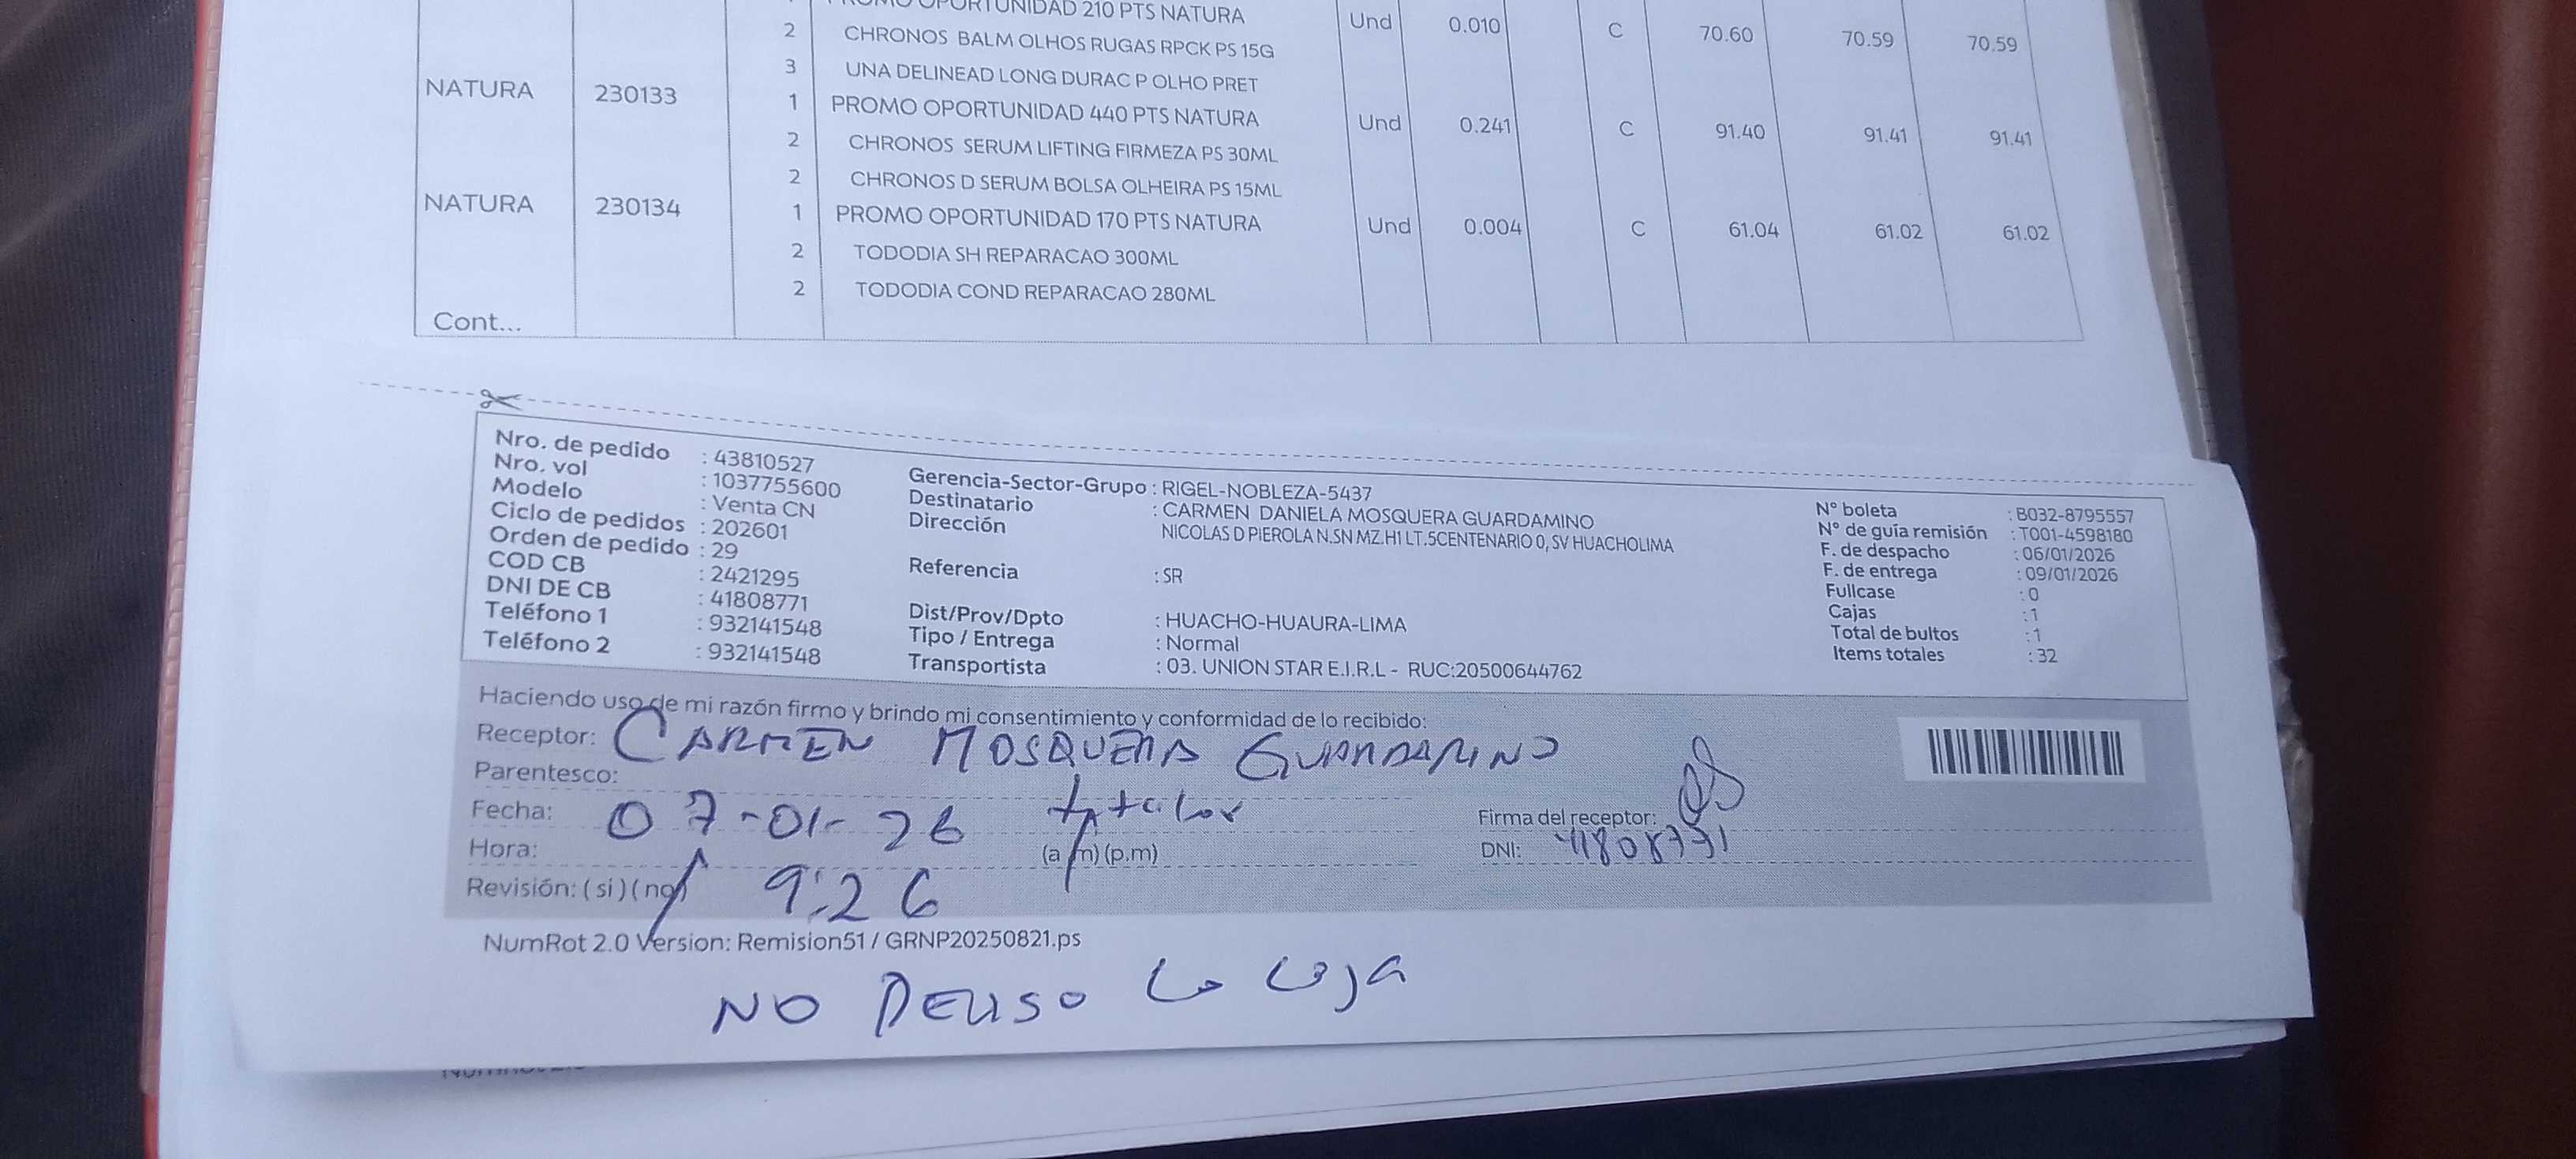 PROMO OPORTUNIDAD 210 PTS NATURA Und 0.010 C 70.60 70.59 70.59
2 CHRONOS BALM OLHOS RUGAS RPCK PS 15G
3 UNA DELINEAD LONG DURAC P OLHO PRET
NATURA 230133 1 PROMO OPORTUNIDAD 440 PTS NATURA Und 0.241 C 91.40 91.41 91.41
2 CHRONOS SERUM LIFTING FIRMEZA PS 30ML
2 CHRONOS D SERUM BOLSA OLHEIRA PS 15ML
NATURA 230134 1 PROMO OPORTUNIDAD 170 PTS NATURA Und 0.004 C 61.04 61.02 61.02
2 TODODIA SH REPARACAO 300ML
2 TODODIA COND REPARACAO 280ML
Cont...
Nro. de pedido : 43810527
Nro. vol : 1037755600
Modelo : Venta CN
Ciclo de pedidos : 202601
Orden de pedido : 29
COD CB : 2421295
DNI DE CB : 41808771
Teléfono 1 : 932141548
Teléfono 2 : 932141548
Gerencia-Sector-Grupo : RIGEL-NOBLEZA-5437
Destinatario : CARMEN DANIELA MOSQUERA GUARDAMINO
Dirección NICOLAS D PIEROLA N.SN MZ.H1 LT.5CENTENARIO 0, SV HUACHOLIMA
Referencia : SR
Dist/Prov/Dpto : HUACHO-HUAURA-LIMA
Tipo / Entrega : Normal
Transportista : 03. UNION STAR E.I.R.L - RUC:20500644762
N° boleta : B032-8795557
N° de guía remisión : T001-4598180
F. de despacho : 06/01/2026
F. de entrega : 09/01/2026
Fullcase : 0
Cajas : 1
Total de bultos : 1
Items totales : 32
Haciendo uso de mi razón firmo y brindo mi consentimiento y conformidad de lo recibido:
Receptor: CARMEN MOSQUERA GUARDAMINO
Parentesco:
Fecha: 07-01-26 Firma del receptor:
Hora: (a.m) (p.m) DNI: 41808771
Revisión: (si) (no) 9:26
NumRot 2.0 Version: Remision51 / GRNP20250821.ps
NO